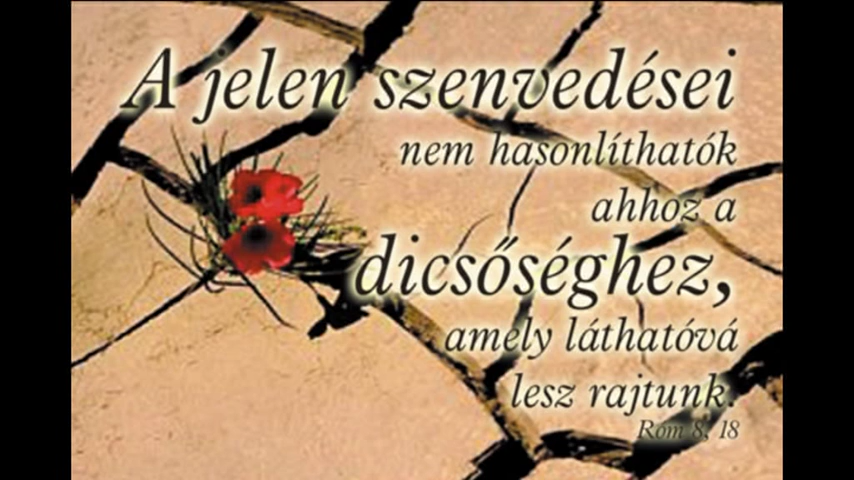 A jelen szenvedései
nem hasonlíthatók
ahhoz a
dicsőséghez,
amely láthatóvá
lesz rajtunk.
Róm 8, 18